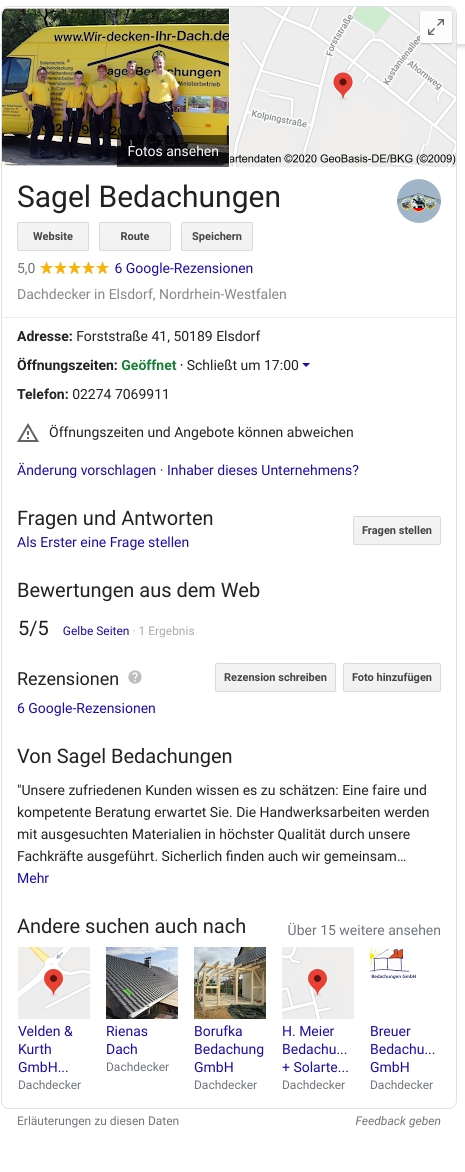 www.Wir-decken-Ihr-Dach.de
Solartechnik
Sagel Bedachungen
Meisterbetrieb
Fotos ansehen
Forststraße
Kastanienallee
Ahornweg
Kolpingstraße
artendaten ©2020 GeoBasis-DE/BKG (©2009)
Sagel Bedachungen
Website Route Speichern
5,0 ★★★★★ 6 Google-Rezensionen
Dachdecker in Elsdorf, Nordrhein-Westfalen
Adresse: Forststraße 41, 50189 Elsdorf
Öffnungszeiten: Geöffnet · Schließt um 17:00
Telefon: 02274 7069911
Öffnungszeiten und Angebote können abweichen
Änderung vorschlagen · Inhaber dieses Unternehmens?
Fragen und Antworten
Fragen stellen
Als Erster eine Frage stellen
Bewertungen aus dem Web
5/5 Gelbe Seiten · 1 Ergebnis
Rezensionen ? Rezension schreiben Foto hinzufügen
6 Google-Rezensionen
Von Sagel Bedachungen
"Unsere zufriedenen Kunden wissen es zu schätzen: Eine faire und
kompetente Beratung erwartet Sie. Die Handwerksarbeiten werden
mit ausgesuchten Materialien in höchster Qualität durch unsere
Fachkräfte ausgeführt. Sicherlich finden auch wir gemeinsam…
Mehr
Andere suchen auch nach Über 15 weitere ansehen
Bedachungen GmbH
Velden &
Kurth
GmbH...
Dachdecker
Rienas
Dach
Dachdecker
Borufka
Bedachung
GmbH
Dachdecker
H. Meier
Bedachu...
+ Solarte...
Dachdecker
Breuer
Bedachu...
GmbH
Dachdecker
Erläuterungen zu diesen Daten Feedback geben